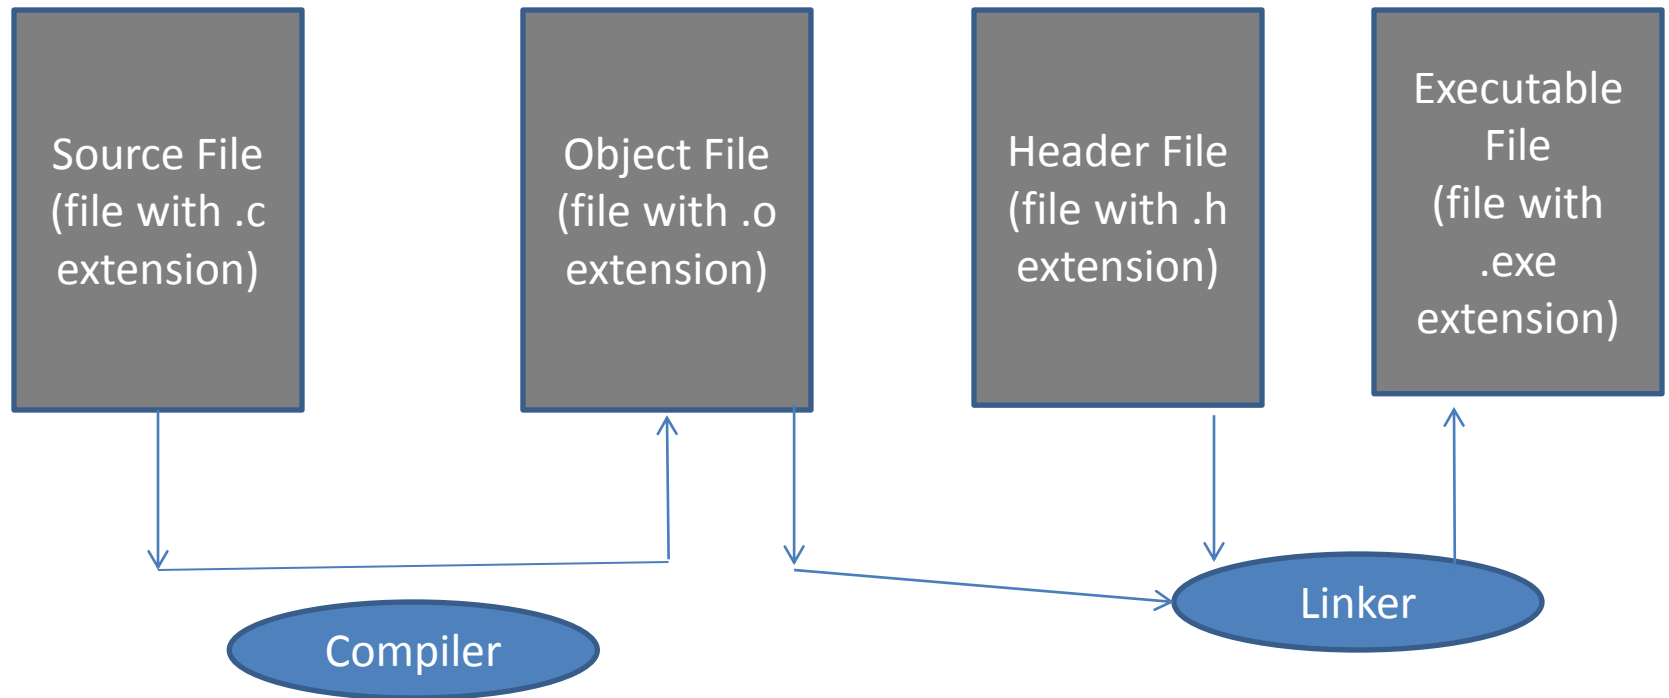 Source File
(file with .c
extension)
Object File
(file with .o
extension)
Header File
(file with .h
extension)
Executable
File
(file with
.exe
extension)
Compiler
Linker